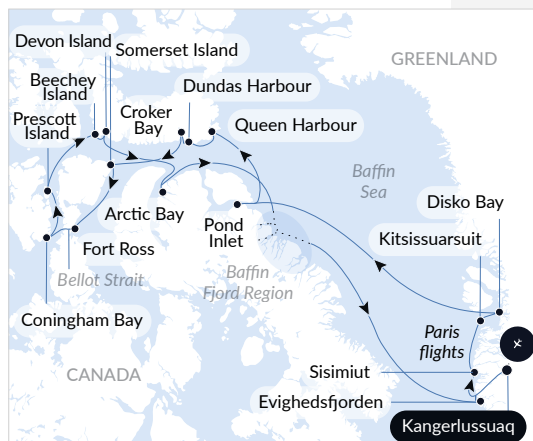 Devon Island
Somerset Island
GREENLAND
Beechey
Island
Dundas Harbour
Croker
Bay
Prescott
Island
Queen Harbour
Baffin
Sea
Disko Bay
Arctic Bay
Pond
Inlet
Kitsissuarsuit
Fort Ross
Bellot Strait
Baffin
Fjord Region
Coningham Bay
Paris
flights
CANADA
Sisimiut
Evighedsfjorden
Kangerlussuaq